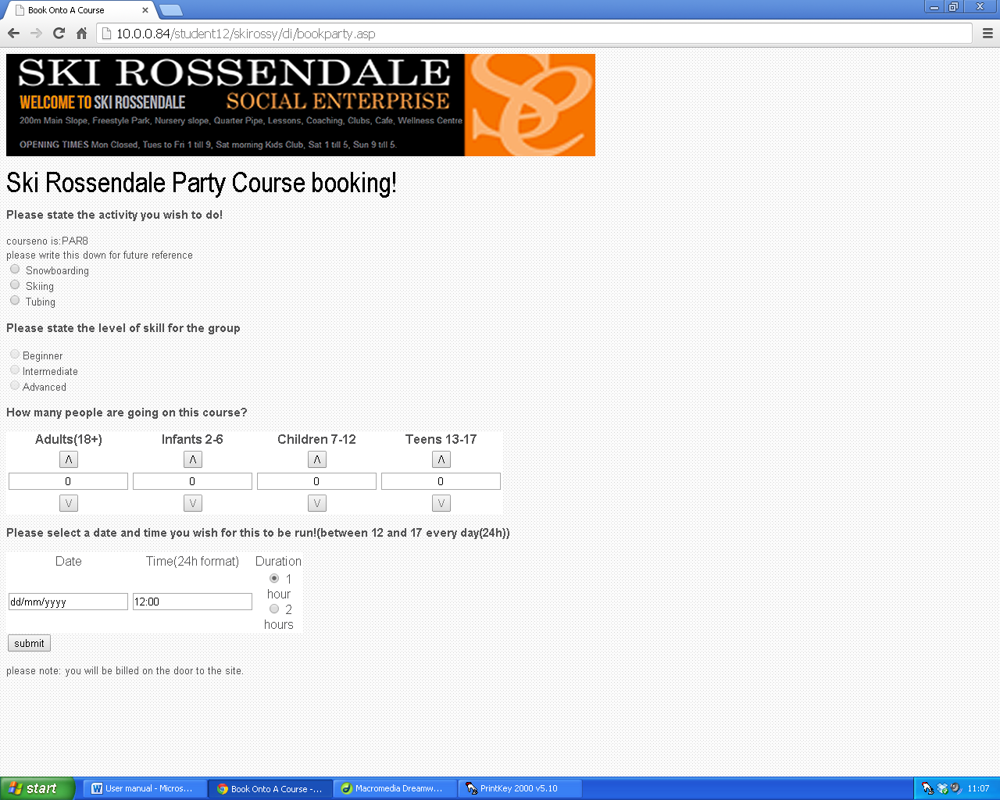 Book Onto A Course
10.0.0.84/student12/skirossy/di/bookparty.asp
SKI ROSSENDALE
WELCOME TO SKI ROSSENDALE SOCIAL ENTERPRISE
200m Main Slope, Freestyle Park, Nursery slope, Quarter Pipe, Lessons, Coaching, Clubs, Cafe, Wellness Centre
OPENING TIMES Mon Closed, Tues to Fri 1 till 9, Sat morning Kids Club, Sat 1 till 5, Sun 9 till 5.
Ski Rossendale Party Course booking!
Please state the activity you wish to do!
courseno is:PAR8
please write this down for future reference
Snowboarding
Skiing
Tubing
Please state the level of skill for the group
Beginner
Intermediate
Advanced
How many people are going on this course?
Adults(18+) Infants 2-6 Children 7-12 Teens 13-17
Λ Λ Λ Λ
0 0 0 0
V V V V
Please select a date and time you wish for this to be run!(between 12 and 17 every day(24h))
Date Time(24h format) Duration
1
hour
dd/mm/yyyy 12:00
2
hours
submit
please note: you will be billed on the door to the site.
start User manual - Micros... Book Onto A Course -... Macromedia Dreamw... PrintKey 2000 v5.10 11:07